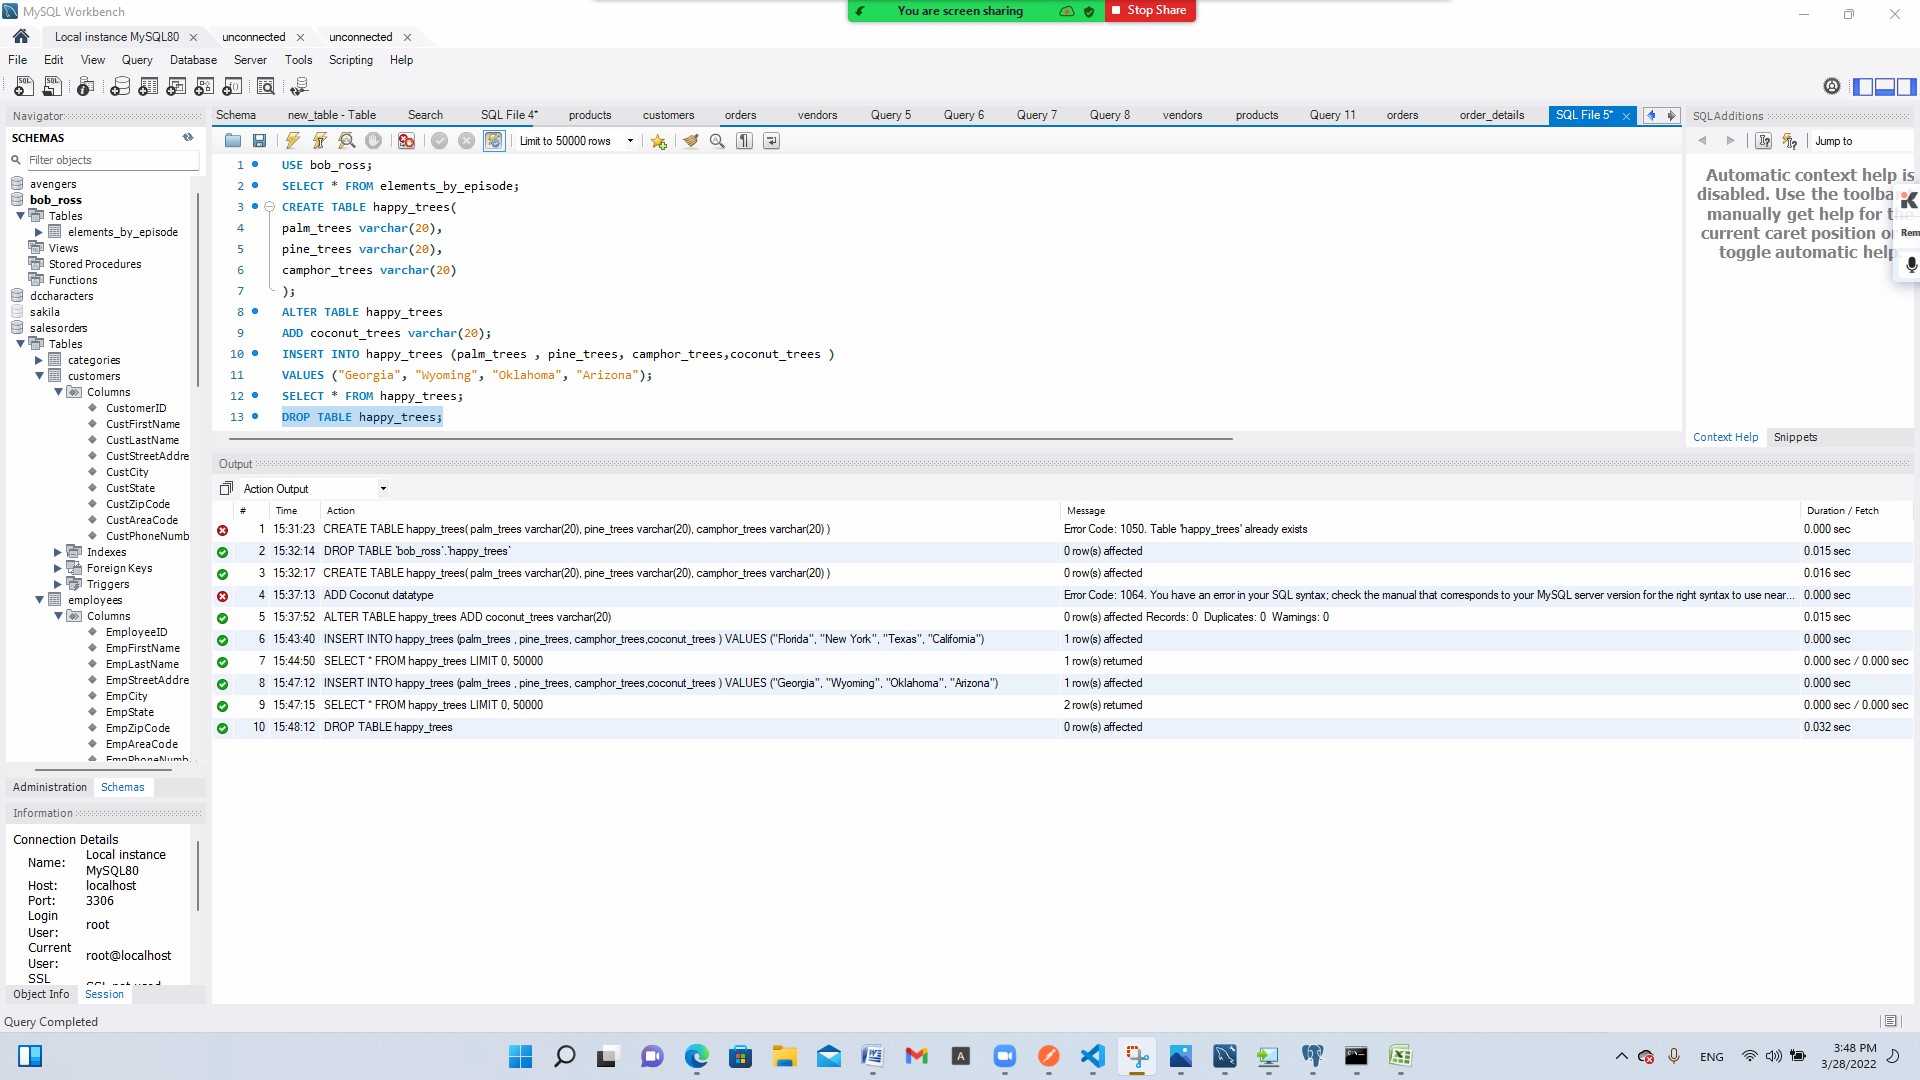 MySQL Workbench
You are screen sharing
Stop Share
Local instance MySQL80
unconnected
unconnected
File Edit View Query Database Server Tools Scripting Help
Navigator
SCHEMAS
Filter objects
avengers
bob_ross
Tables
elements_by_episode
Views
Stored Procedures
Functions
dccharacters
sakila
salesorders
Tables
categories
customers
Columns
CustomerID
CustFirstName
CustLastName
CustStreetAddre
CustCity
CustState
CustZipCode
CustAreaCode
CustPhoneNumb
Indexes
Foreign Keys
Triggers
employees
Columns
EmployeeID
EmpFirstName
EmpLastName
EmpStreetAddre
EmpCity
EmpState
EmpZipCode
EmpAreaCode
EmpPhoneNumb
Administration Schemas
Information
Connection Details
Name: Local instance MySQL80
Host: localhost
Port: 3306
Login User: root
Current User: root@localhost
SSL
Object Info Session
Query Completed
Schema new_table - Table Search SQL File 4* products customers orders vendors Query 5 Query 6 Query 7 Query 8 vendors products Query 11 orders order_details SQL File 5*
Limit to 50000 rows
1 USE bob_ross;
2 SELECT * FROM elements_by_episode;
3 CREATE TABLE happy_trees(
4 palm_trees varchar(20),
5 pine_trees varchar(20),
6 camphor_trees varchar(20)
7 );
8 ALTER TABLE happy_trees
9 ADD coconut_trees varchar(20);
10 INSERT INTO happy_trees (palm_trees , pine_trees, camphor_trees,coconut_trees )
11 VALUES ("Georgia", "Wyoming", "Oklahoma", "Arizona");
12 SELECT * FROM happy_trees;
13 DROP TABLE happy_trees;
SQLAdditions
Jump to
Automatic context help is
disabled. Use the toolba
manually get help for the
current caret position o
toggle automatic help
Rem
Context Help Snippets
Output
Action Output
# Time Action Message Duration / Fetch
1 15:31:23 CREATE TABLE happy_trees( palm_trees varchar(20), pine_trees varchar(20), camphor_trees varchar(20) ) Error Code: 1050. Table 'happy_trees' already exists 0.000 sec
2 15:32:14 DROP TABLE `bob_ross`.`happy_trees` 0 row(s) affected 0.015 sec
3 15:32:17 CREATE TABLE happy_trees( palm_trees varchar(20), pine_trees varchar(20), camphor_trees varchar(20) ) 0 row(s) affected 0.016 sec
4 15:37:13 ADD Coconut datatype Error Code: 1064. You have an error in your SQL syntax; check the manual that corresponds to your MySQL server version for the right syntax to use near... 0.000 sec
5 15:37:52 ALTER TABLE happy_trees ADD coconut_trees varchar(20) 0 row(s) affected Records: 0 Duplicates: 0 Warnings: 0 0.015 sec
6 15:43:40 INSERT INTO happy_trees (palm_trees , pine_trees, camphor_trees,coconut_trees ) VALUES ("Florida", "New York", "Texas", "California") 1 row(s) affected 0.000 sec
7 15:44:50 SELECT * FROM happy_trees LIMIT 0, 50000 1 row(s) returned 0.000 sec / 0.000 sec
8 15:47:12 INSERT INTO happy_trees (palm_trees , pine_trees, camphor_trees,coconut_trees ) VALUES ("Georgia", "Wyoming", "Oklahoma", "Arizona") 1 row(s) affected 0.000 sec
9 15:47:15 SELECT * FROM happy_trees LIMIT 0, 50000 2 row(s) returned 0.000 sec / 0.000 sec
10 15:48:12 DROP TABLE happy_trees 0 row(s) affected 0.032 sec
ENG
3:48 PM
3/28/2022